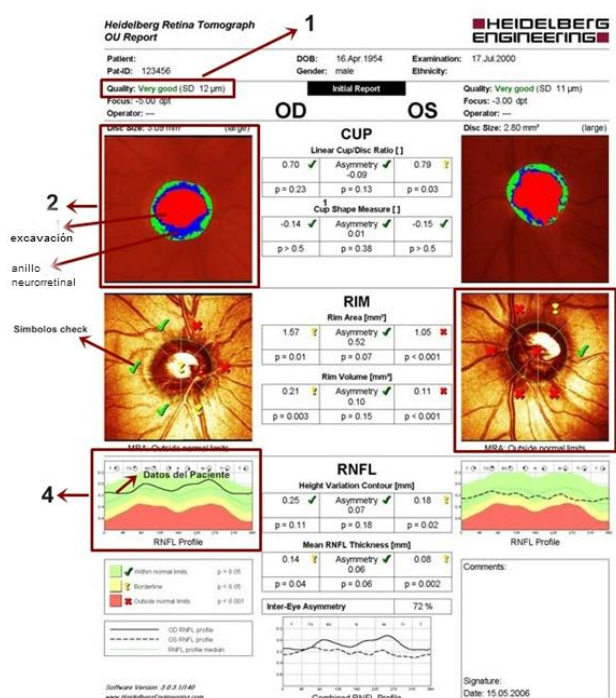 Heidelberg Retina Tomograph
OU Report
1
HEIDELBERG
ENGINEERING
Patient:
DOB: 16.Apr.1954
Examination: 17.Jul.2000
Pat-ID: 123456
Gender: male
Ethnicity:
Quality: Very good (SD 12 µm)
Initial Report
Quality: Very good (SD 11 µm)
Focus: -5.00 dpt
Focus: -3.00 dpt
Operator: ---
OD
OS
Operator: ---
Disc Size: 3.09 mm² (large)
CUP
Disc Size: 2.80 mm² (large)
Linear Cup/Disc Ratio [ ]
0.70 Asymmetry 0.79
-0.09
p = 0.23 p = 0.13 p = 0.03
2
1
Cup Shape Measure [ ]
-0.14 Asymmetry -0.15
0.01
p > 0.5 p = 0.38 p > 0.5
excavación
anillo
neurorretinal
RIM
Rim Area [mm²]
1.57 Asymmetry 1.05
0.52
p = 0.01 p = 0.07 p < 0.001
Rim Volume [mm³]
0.21 Asymmetry 0.11
0.10
p = 0.003 p = 0.15 p < 0.001
Símbolos check
MRA: Outside normal limits
MRA: Outside normal limits
4
Datos del Paciente
RNFL
Height Variation Contour [mm]
0.25 Asymmetry 0.18
0.07
p = 0.11 p = 0.18 p = 0.02
RNFL Profile
RNFL Profile
Mean RNFL Thickness [mm]
0.14 Asymmetry 0.08
0.06
p = 0.04 p = 0.06 p = 0.002
Within normal limits p > 0.05
Borderline p < 0.05
Outside normal limits p < 0.001
Comments:
Inter-Eye Asymmetry 72 %
OD RNFL profile
OS RNFL profile
RNFL profile median
Combined RNFL Profile
Software Version: 3.0.3.1/140
www.HeidelbergEngineering.com
Signature:
Date: 15.05.2006